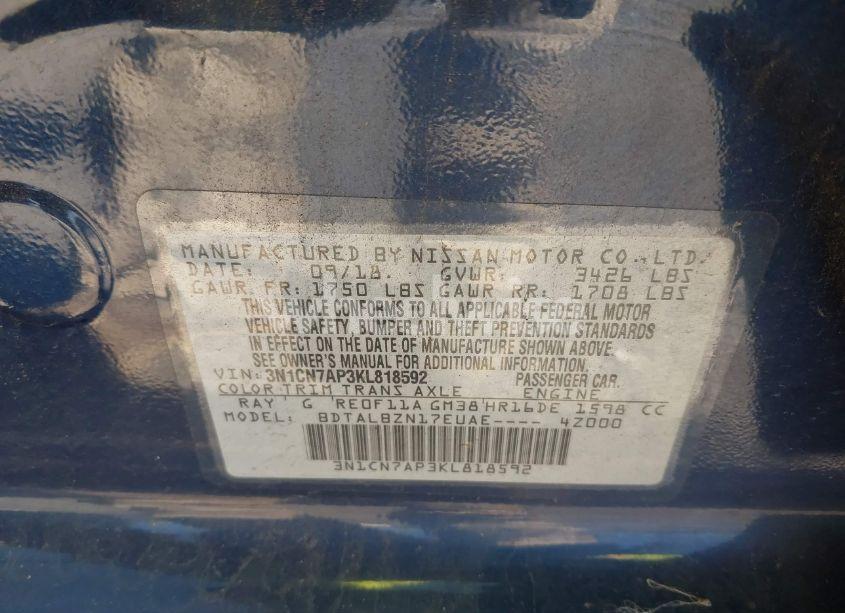 MANUFACTURED BY NISSAN MOTOR CO., LTD.
DATE: 09/18. GVWR: 3426 LBS
GAWR FR: 1750 LBS GAWR RR: 1708 LBS
THIS VEHICLE CONFORMS TO ALL APPLICABLE FEDERAL MOTOR
VEHICLE SAFETY, BUMPER AND THEFT PREVENTION STANDARDS
IN EFFECT ON THE DATE OF MANUFACTURE SHOWN ABOVE.
SEE OWNER'S MANUAL FOR ADDITIONAL INFORMATION.
VIN: 3N1CN7AP3KL818592 PASSENGER CAR.
COLOR TRIM TRANS AXLE ENGINE
RAY G RE0F11A GM38 HR16DE 1598 CC
MODEL: BDTALBZN17EUAE---- 4Z000
3N1CN7AP3KL818592